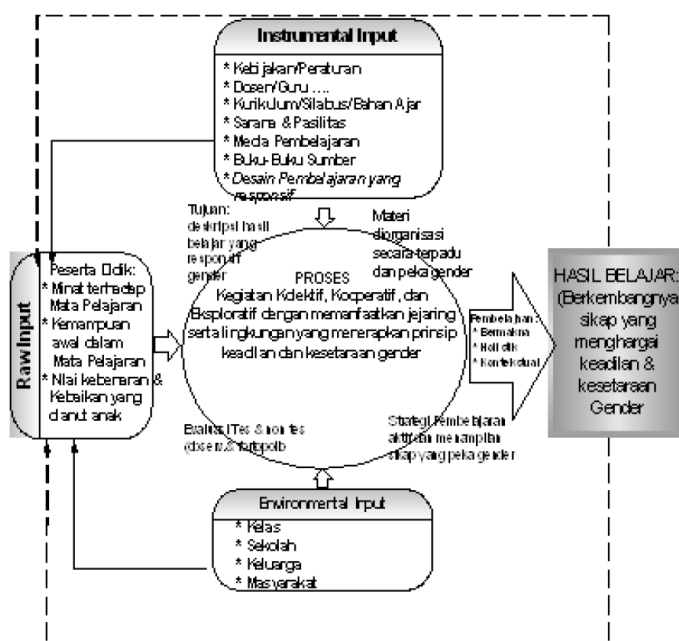 Instrumental Input
* Kebijakan/Peraturan
* Dosen/Guru ....
* Kurikulum/Silabus/Bahan Ajar
* Sarana & Pasilitas
* Media Pembelajaran
* Buku-Buku Sumber
* Desain Pembelajaran yang
responsif
Tujuan:
deskripsi hasil
belajar yang
responsif
gender
Materi
diorganisasi
secara terpadu
dan peka gender
Raw Input
Peserta Didik:
* Minat terhadap
Mata Pelajaran
* Kemampuan
awal dalam
Mata Pelajaran
* Nilai kebenaran &
Kebaikan yang
dianut anak
PROSES
Kegiatan Kolektif, Kooperatif, dan
Eksploratif dengan memanfaatkan jejaring
serta lingkungan yang menerapkan prinsip
keadilan dan kesetaraan gender
Pembelajaran:
* Bermakna
* Holistik
* Kontekstual
HASIL BELAJAR:
(Berkembangnya
sikap yang
menghargai
keadilan &
kesetaraan
Gender
Evaluasi Tes & non tes
Strategi Pembelajaran
aktif dan menampilan
sikap yang peka gender
Environmental Input
* Kelas
* Sekolah
* Keluarga
* Masyarakat